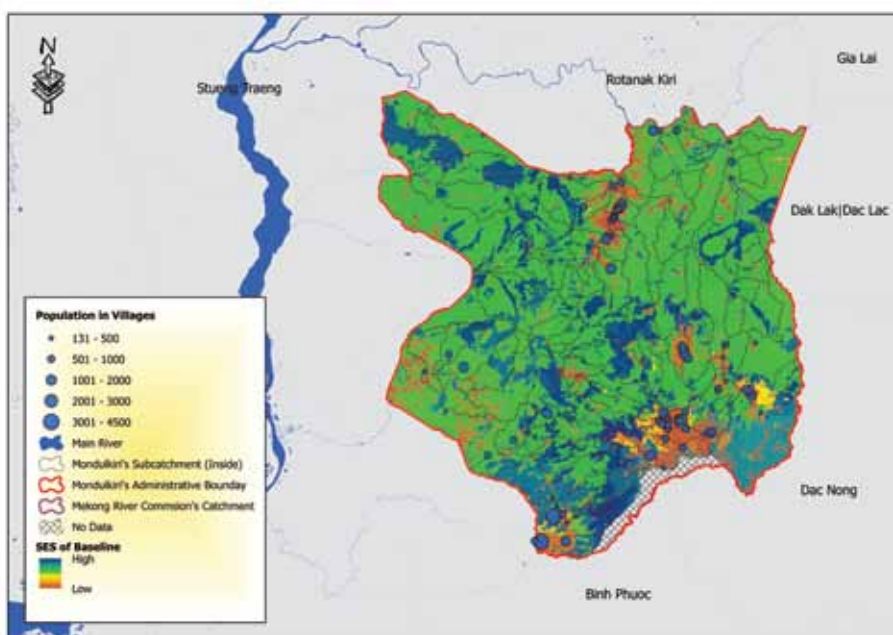 N
Gia Lai
Rotanak Kiri
Stueng Traeng
Dak Lak|Dac Lac
Population in Villages
131 - 500
501 - 1000
1001 - 2000
2001 - 3000
3001 - 4500
Main River
Mondulkiri's Subcatchment (Inside)
Mondulkiri's Administrative Bounday
Mekong River Commsion's Catchment
No Data
SES of Baseline
High
Low
Dac Nong
Binh Phuoc